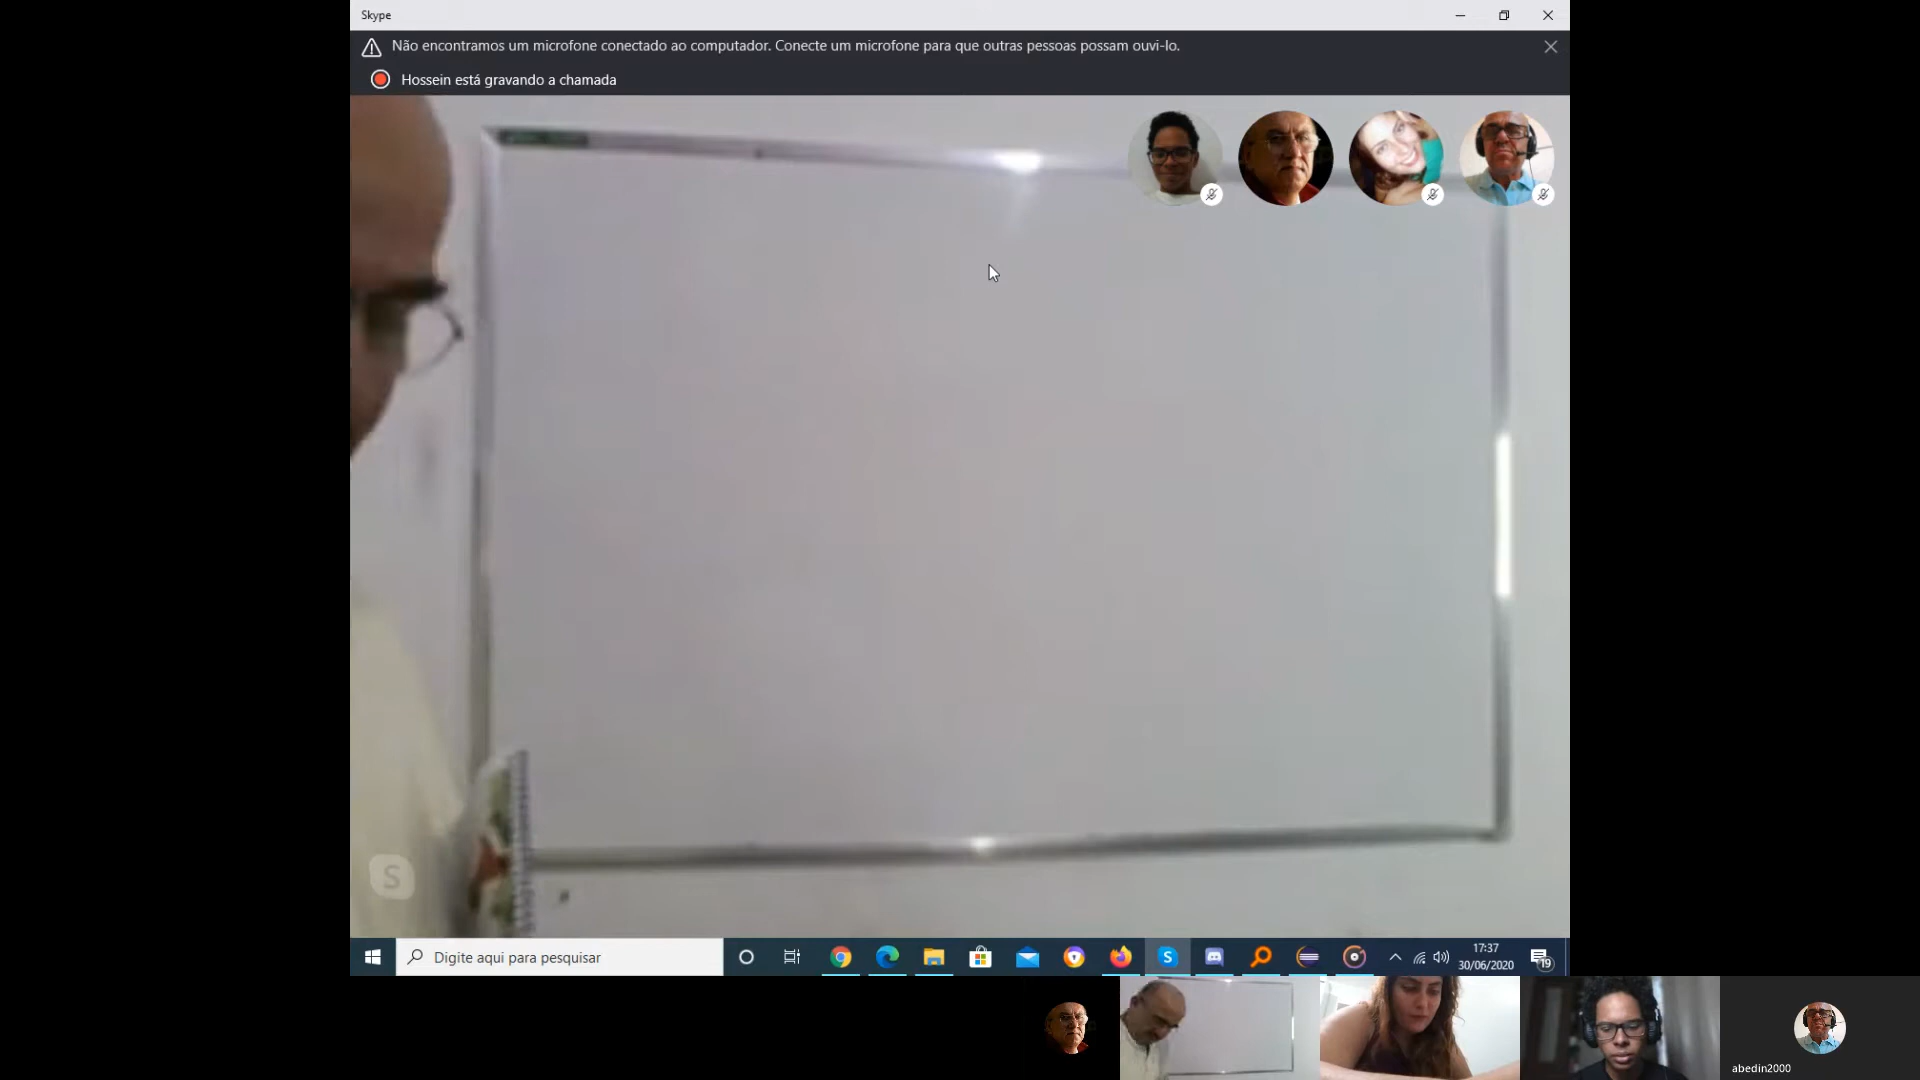 Skype
Não encontramos um microfone conectado ao computador. Conecte um microfone para que outras pessoas possam ouvi-lo.
Hossein está gravando a chamada
S
Digite aqui para pesquisar
S
17:37
30/06/2020
19
abedin2000